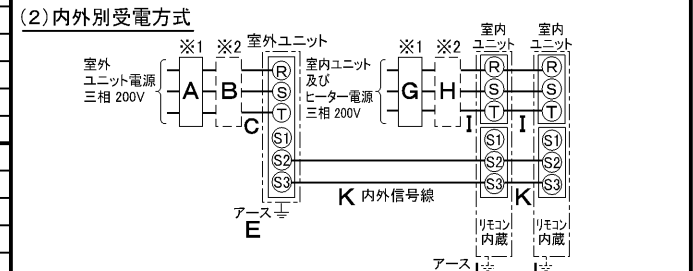 (2)内外別受電方式
※1 ※2 室外ユニット
室外
ユニット電源
三相 200V
A B C
R
S
T
S1
S2
S3
アース
E
※1 ※2
室内ユニット
及び
ヒーター電源
三相 200V
G H I I
室内
ユニット
R
S
T
S1
S2
S3
リモコン
内蔵
室内
ユニット
R
S
T
S1
S2
S3
リモコン
内蔵
K 内外信号線 K
アース